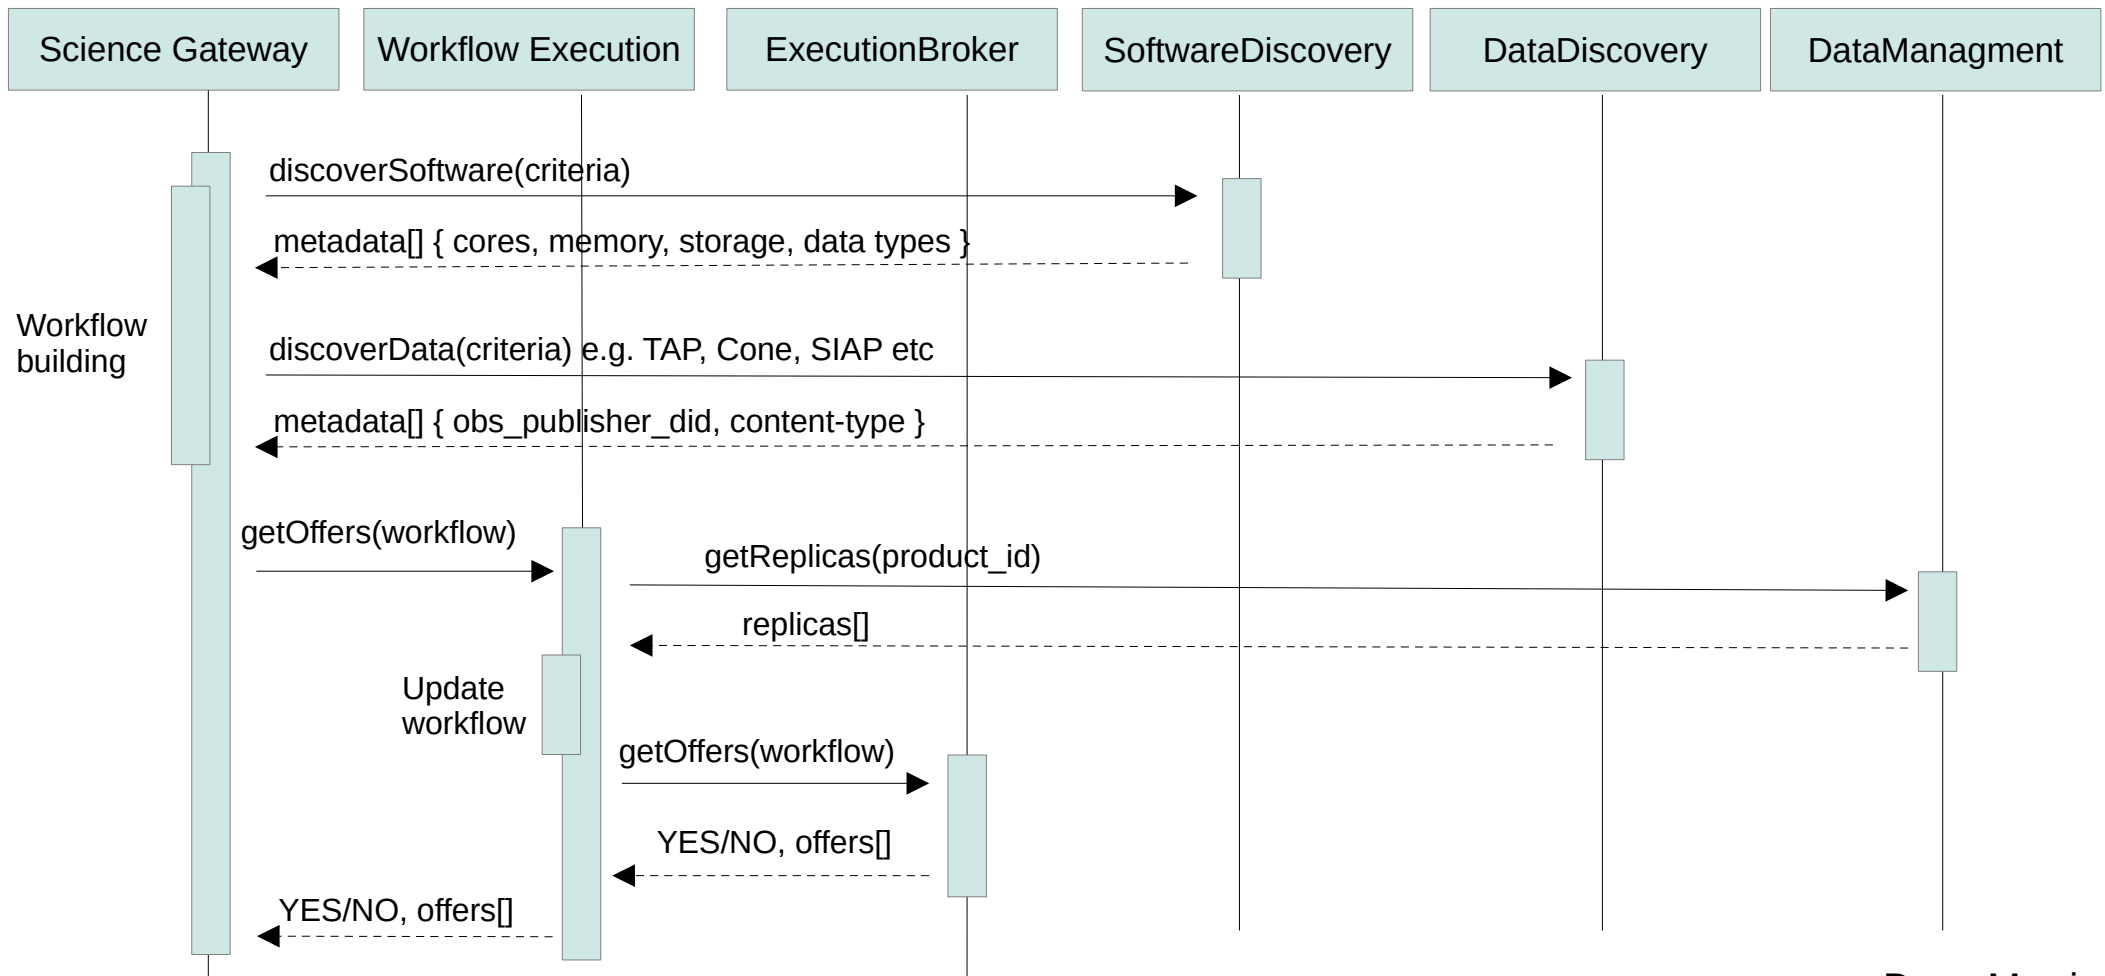 Science Gateway
Workflow Execution
ExecutionBroker
SoftwareDiscovery
DataDiscovery
DataManagment
discoverSoftware(criteria)
metadata[] { cores, memory, storage, data types }
Workflow
building
discoverData(criteria) e.g. TAP, Cone, SIAP etc
metadata[] { obs_publisher_did, content-type }
getOffers(workflow)
getReplicas(product_id)
replicas[]
Update
workflow
getOffers(workflow)
YES/NO, offers[]
YES/NO, offers[]